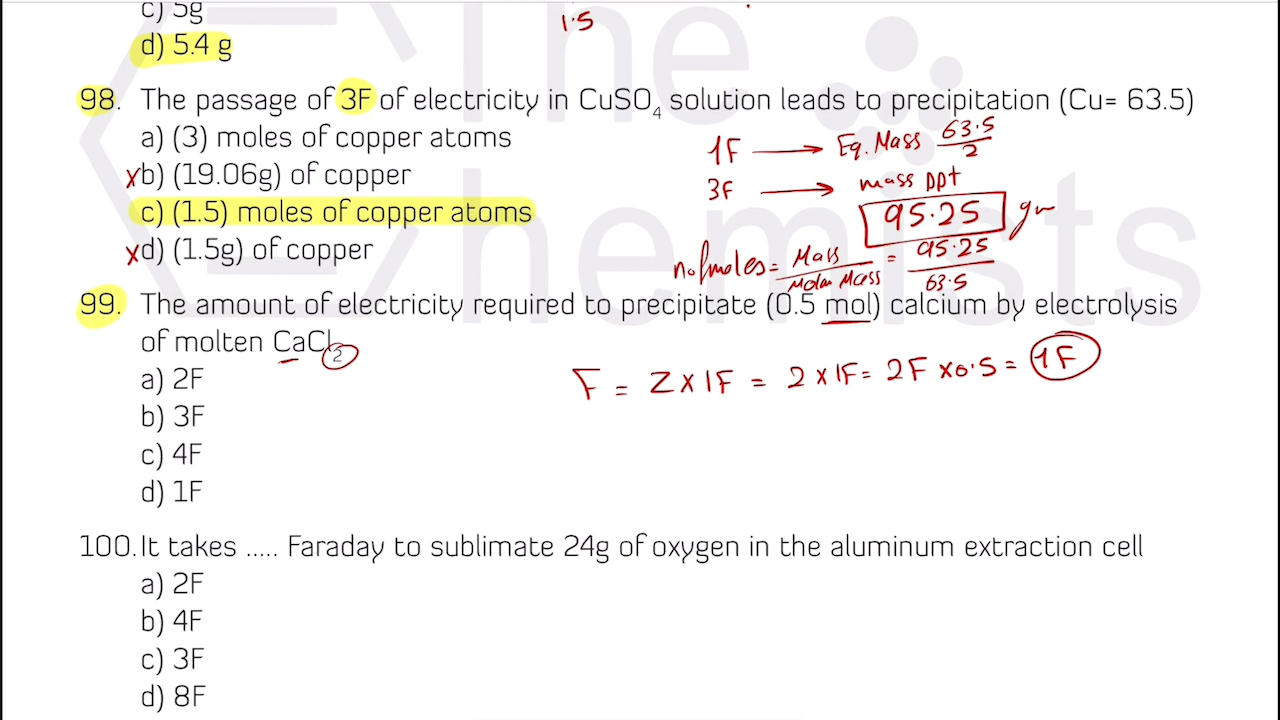 c) 5g
1.5
d) 5.4 g
98. The passage of 3F of electricity in CuSO4 solution leads to precipitation (Cu= 63.5)
a) (3) moles of copper atoms
1F ⟶ Eq. Mass 63.5/2
xb) (19.06g) of copper
3F ⟶ mass ppt
c) (1.5) moles of copper atoms
95.25 gm
xd) (1.5g) of copper
no of moles = Mass/Molar Mass = 95.25/63.5
99. The amount of electricity required to precipitate (0.5 mol) calcium by electrolysis
of molten CaCl2
F = Z x 1F = 2 x 1F = 2F x 0.5 = 1F
a) 2F
b) 3F
c) 4F
d) 1F
100. It takes ..... Faraday to sublimate 24g of oxygen in the aluminum extraction cell
a) 2F
b) 4F
c) 3F
d) 8F
The
Chemists